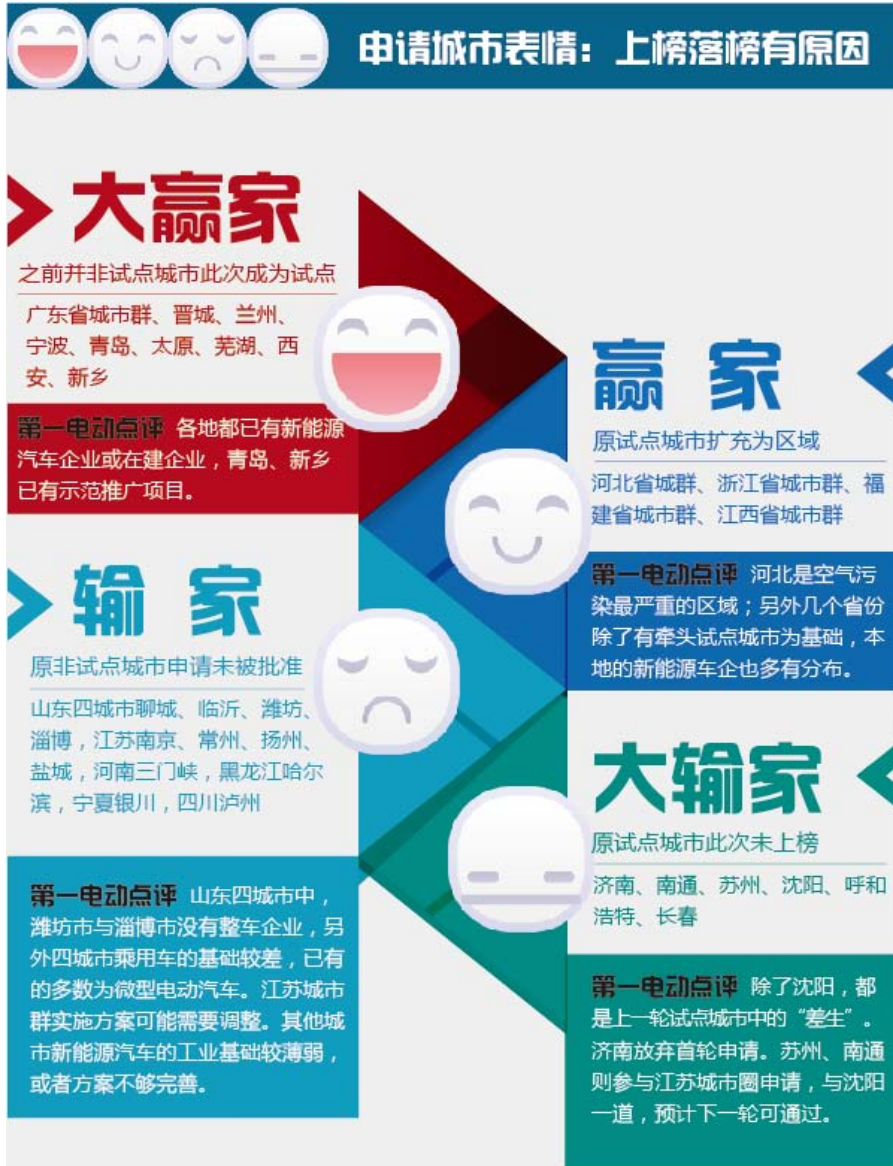 申请城市表情：上榜落榜有原因
大赢家
之前并非试点城市此次成为试点
广东省城市群、晋城、兰州、
宁波、青岛、太原、芜湖、西
安、新乡
第一电动点评 各地都已有新能源
汽车企业或在建企业，青岛、新乡
已有示范推广项目。
赢 家
原试点城市扩充为区域
河北省城群、浙江省城市群、福
建省城市群、江西省城市群
第一电动点评 河北是空气污
染最严重的区域；另外几个省份
除了有牵头试点城市为基础，本
地的新能源车企也多有分布。
输 家
原非试点城市申请未被批准
山东四城市聊城、临沂、潍坊、
淄博，江苏南京、常州、扬州、
盐城，河南三门峡，黑龙江哈尔
滨，宁夏银川，四川泸州
第一电动点评 山东四城市中，
潍坊市与淄博市没有整车企业，另
外四城市乘用车的基础较差，已有
的多数为微型电动汽车。江苏城市
群实施方案可能需要调整。其他城
市新能源汽车的工业基础较薄弱，
或者方案不够完善。
大输家
原试点城市此次未上榜
济南、南通、苏州、沈阳、呼和
浩特、长春
第一电动点评 除了沈阳，都
是上一轮试点城市中的“差生”。
济南放弃首轮申请。苏州、南通
则参与江苏城市圈申请，与沈阳
一道，预计下一轮可通过。